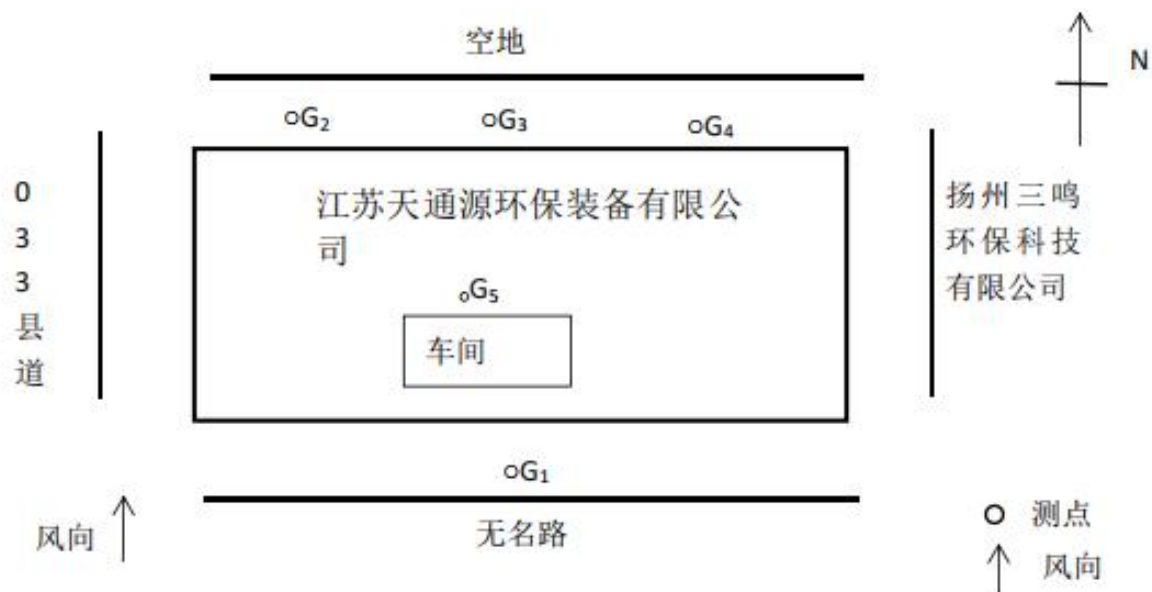 空地
N
○G₂ ○G₃ ○G₄
江苏天通源环保装备有限公
司
○G₅
车间
0
3
3
县
道
扬州三鸣
环保科技
有限公司
○G₁
无名路
风向
○ 测点
风向